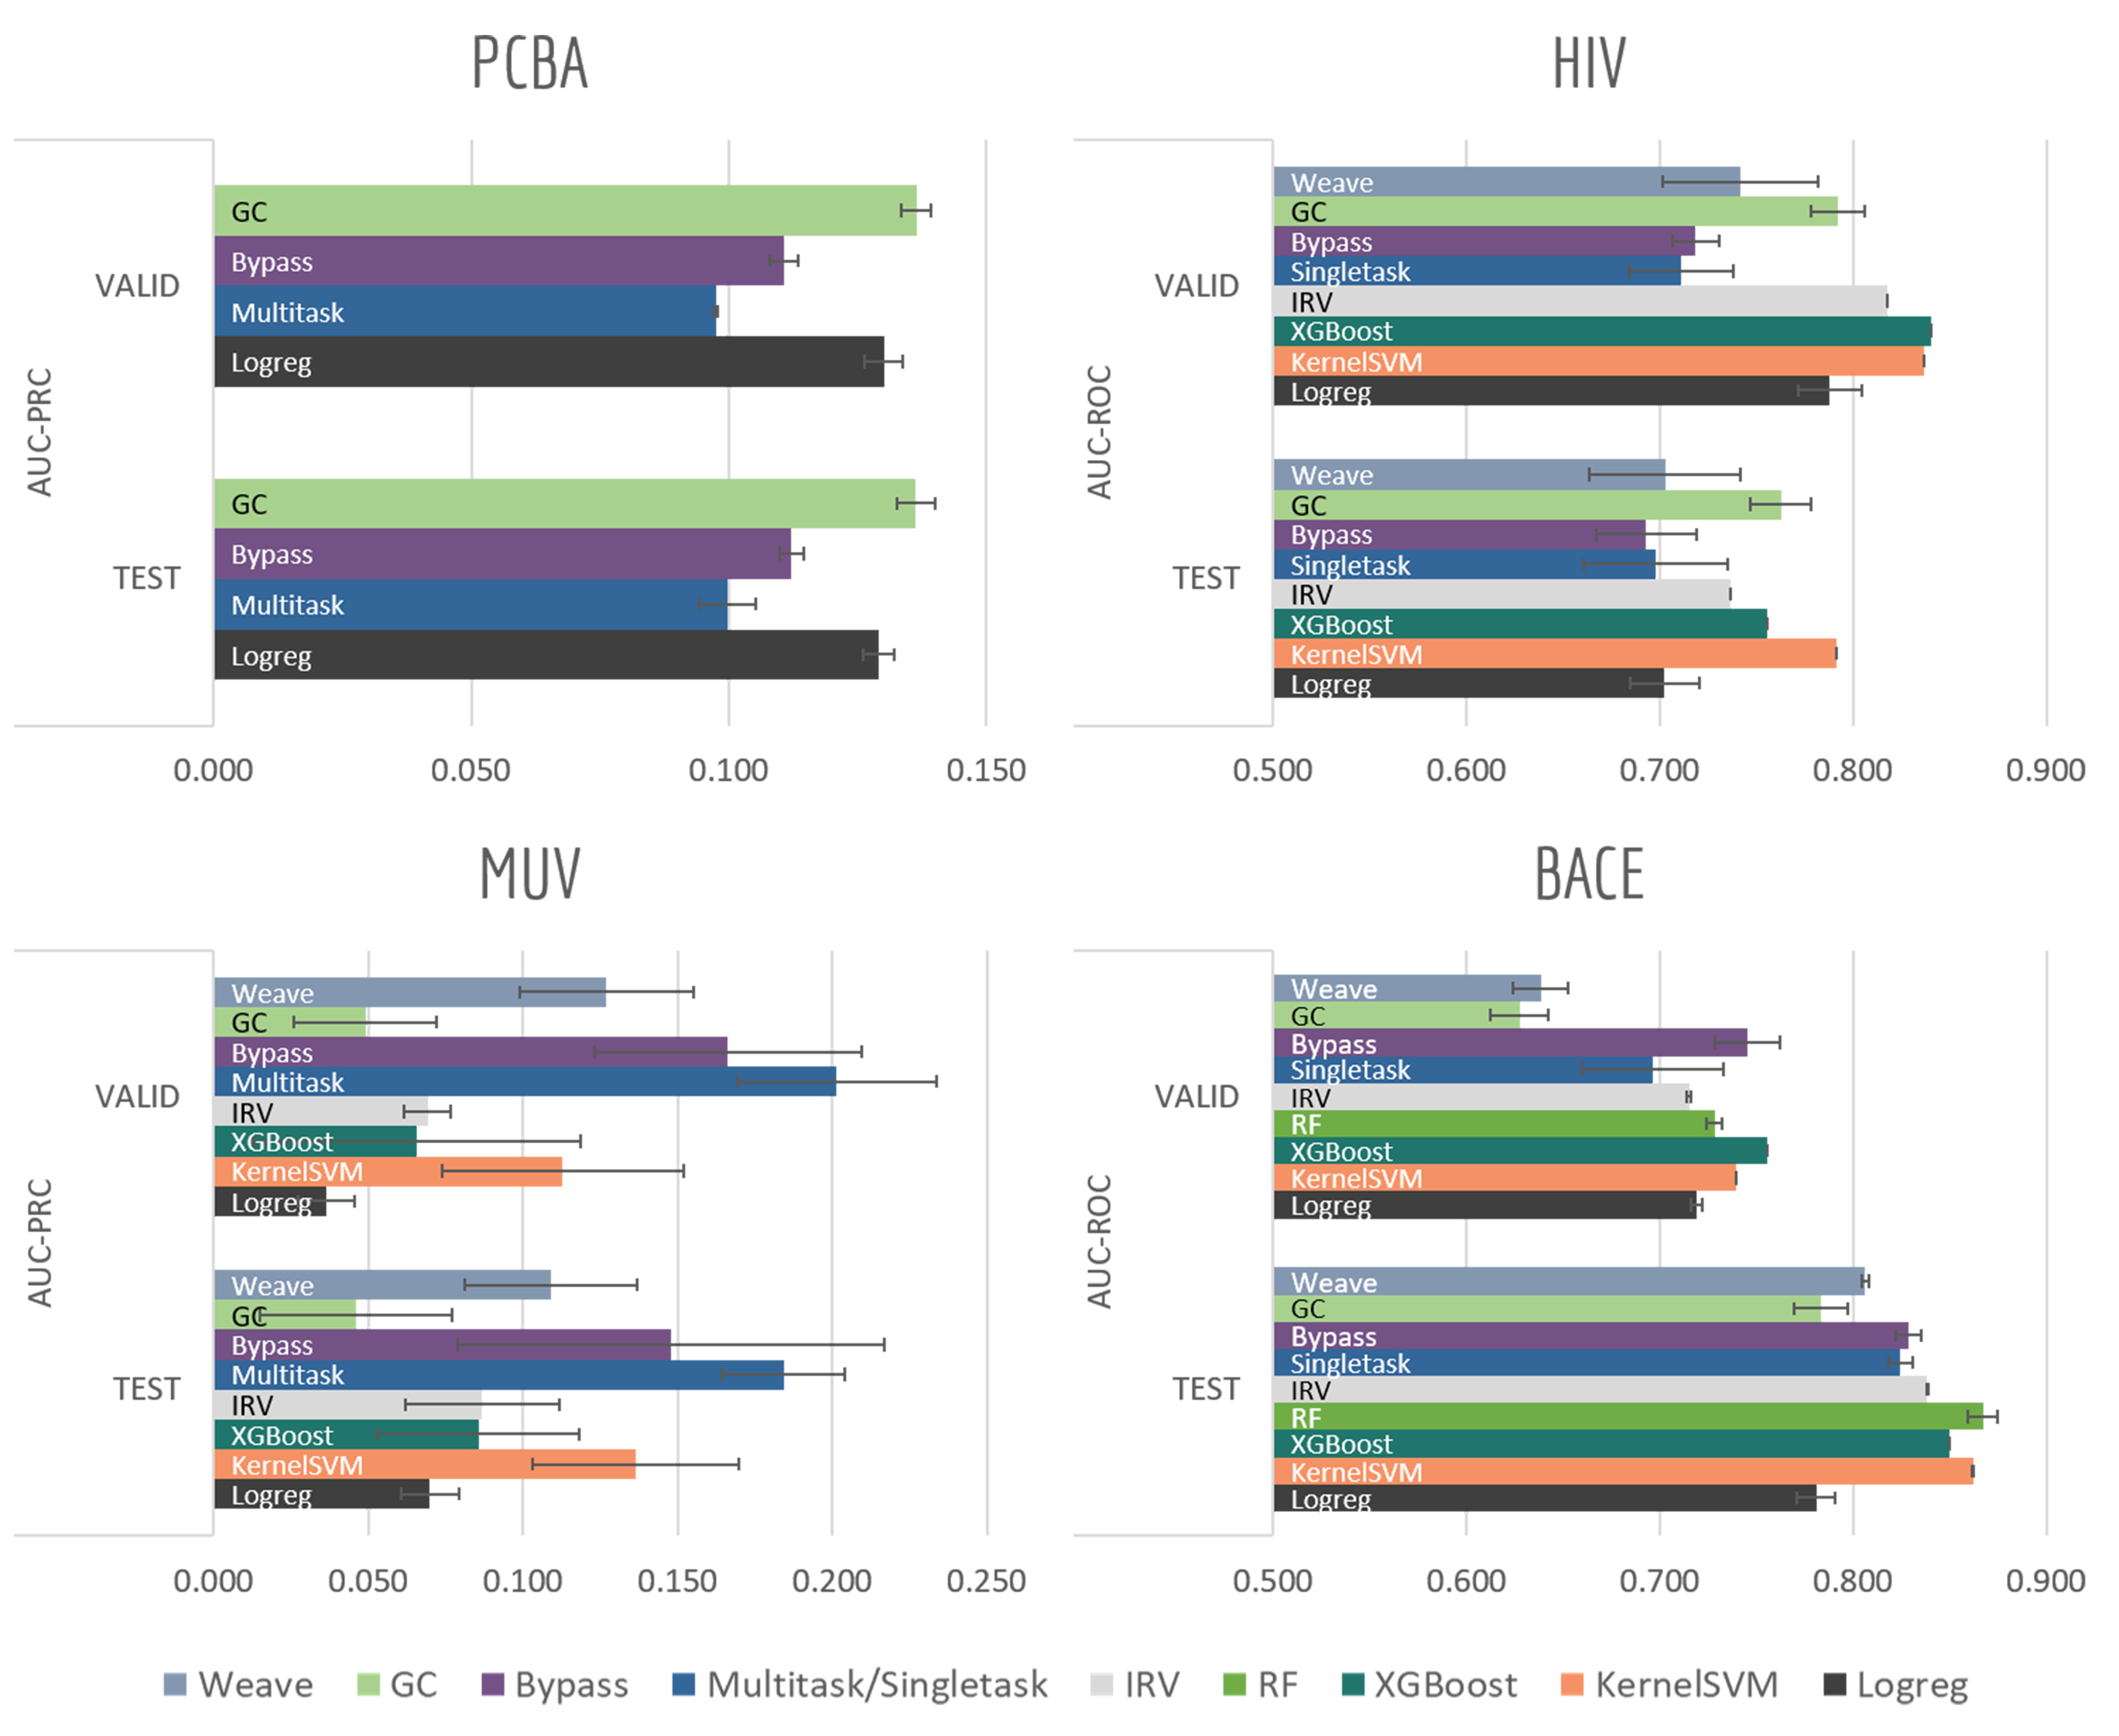 PCBA
AUC-PRC
VALID
GC
Bypass
Multitask
Logreg
TEST
GC
Bypass
Multitask
Logreg
0.000 0.050 0.100 0.150
HIV
AUC-ROC
VALID
Weave
GC
Bypass
Singletask
IRV
XGBoost
KernelSVM
Logreg
TEST
Weave
GC
Bypass
Singletask
IRV
XGBoost
KernelSVM
Logreg
0.500 0.600 0.700 0.800 0.900
MUV
AUC-PRC
VALID
Weave
GC
Bypass
Multitask
IRV
XGBoost
KernelSVM
Logreg
TEST
Weave
GC
Bypass
Multitask
IRV
XGBoost
KernelSVM
Logreg
0.000 0.050 0.100 0.150 0.200 0.250
BACE
AUC-ROC
VALID
Weave
GC
Bypass
Singletask
IRV
RF
XGBoost
KernelSVM
Logreg
TEST
Weave
GC
Bypass
Singletask
IRV
RF
XGBoost
KernelSVM
Logreg
0.500 0.600 0.700 0.800 0.900
Weave GC Bypass Multitask/Singletask IRV RF XGBoost KernelSVM Logreg